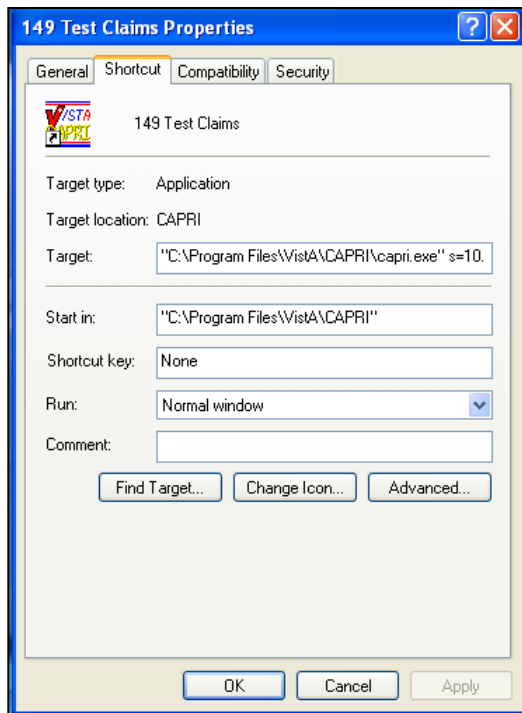 149 Test Claims Properties
General Shortcut Compatibility Security
VISTA
CAPRI
149 Test Claims
Target type: Application
Target location: CAPRI
Target: "C:\Program Files\VistA\CAPRI\capri.exe" s=10.
Start in: "C:\Program Files\VistA\CAPRI"
Shortcut key: None
Run: Normal window
Comment:
Find Target... Change Icon... Advanced...
OK Cancel Apply